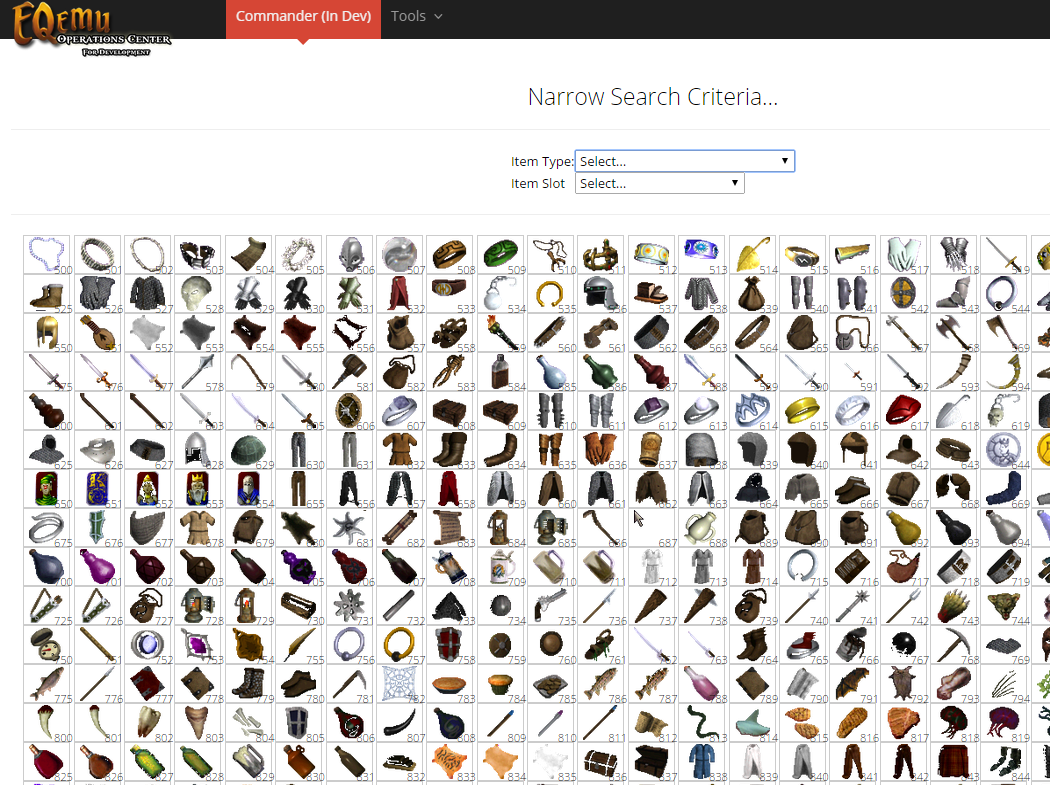 EQEmu
Operations Center
For Development
Commander (In Dev) Tools
Narrow Search Criteria...
Item Type: Select...
Item Slot Select...
500 501 502 503 504 505 506 507 508 509 510 511 512 513 514 515 516 517 518 519
525 526 527 528 529 530 531 532 533 534 535 536 537 538 539 540 541 542 543 544
550 551 552 553 554 555 556 557 558 559 560 561 562 563 564 565 566 567 568 569
575 576 577 578 579 580 581 582 583 584 585 586 587 588 589 590 591 592 593 594
600 601 602 603 604 605 606 607 608 609 610 611 612 613 614 615 616 617 618 619
625 626 627 628 629 630 631 632 633 634 635 636 637 638 639 640 641 642 643 644
650 651 652 653 654 655 656 657 658 659 660 661 662 663 664 665 666 667 668 669
675 676 677 678 679 680 681 682 683 684 685 686 687 688 689 690 691 692 693 694
700 701 702 703 704 705 706 707 708 709 710 711 712 713 714 715 716 717 718 719
725 726 727 728 729 730 731 732 733 734 735 736 737 738 739 740 741 742 743 744
750 751 752 753 754 755 756 757 758 759 760 761 762 763 764 765 766 767 768 769
775 776 777 778 779 780 781 782 783 784 785 786 787 788 789 790 791 792 793 794
800 801 802 803 804 805 806 807 808 809 810 811 812 813 814 815 816 817 818 819
825 826 827 828 829 830 831 832 833 834 835 836 837 838 839 840 841 842 843 844